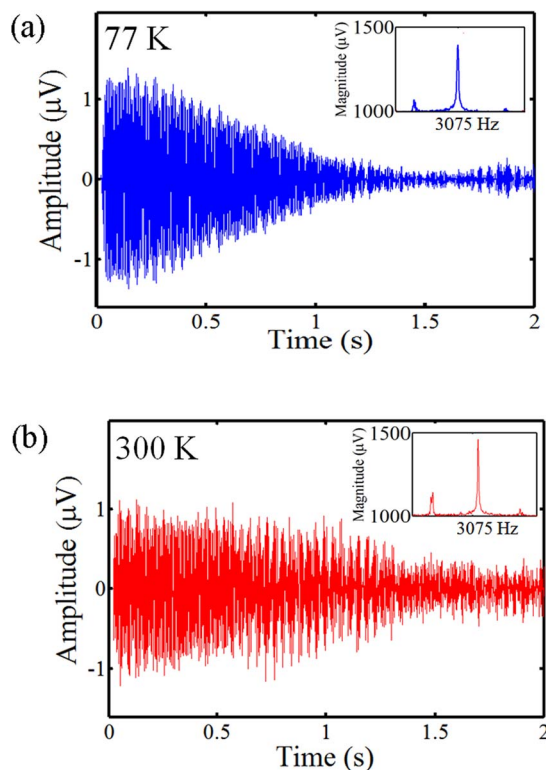 (a)
77 K
Magnitude (μV)
1500
1000
3075 Hz
Amplitude (μV)
1
0
-1
0 0.5 1 1.5 2
Time (s)
(b)
300 K
Magnitude (μV)
1500
1000
3075 Hz
Amplitude (μV)
1
0
-1
0 0.5 1 1.5 2
Time (s)